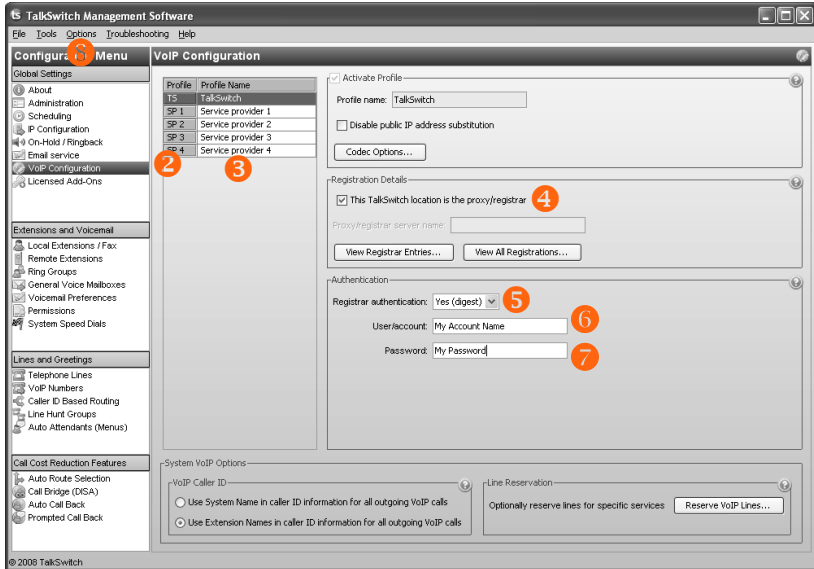 ts TalkSwitch Management Software
File Tools Options Troubleshooting Help
Configura 8 Menu
VoIP Configuration
Global Settings
About
Administration
Scheduling
IP Configuration
On-Hold / Ringback
Email service
VoIP Configuration
Licensed Add-Ons
Extensions and Voicemail
Local Extensions / Fax
Remote Extensions
Ring Groups
General Voice Mailboxes
Voicemail Preferences
Permissions
System Speed Dials
Lines and Greetings
Telephone Lines
VoIP Numbers
Caller ID Based Routing
Line Hunt Groups
Auto Attendants (Menus)
Call Cost Reduction Features
Auto Route Selection
Call Bridge (DISA)
Auto Call Back
Prompted Call Back
Profile Profile Name
TS TalkSwitch
SP 1 Service provider 1
SP 2 Service provider 2
SP 3 Service provider 3
SP 4 Service provider 4
2 3
Activate Profile
Profile name: TalkSwitch
Disable public IP address substitution
Codec Options...
Registration Details
This TalkSwitch location is the proxy/registrar 4
Proxy/registrar server name:
View Registrar Entries... View All Registrations...
Authentication
Registrar authentication: Yes (digest) 5
User/account: My Account Name 6
Password: My Password 7
System VoIP Options
VoIP Caller ID
Use System Name in caller ID information for all outgoing VoIP calls
Use Extension Names in caller ID information for all outgoing VoIP calls
Line Reservation
Optionally reserve lines for specific services Reserve VoIP Lines...
© 2008 TalkSwitch